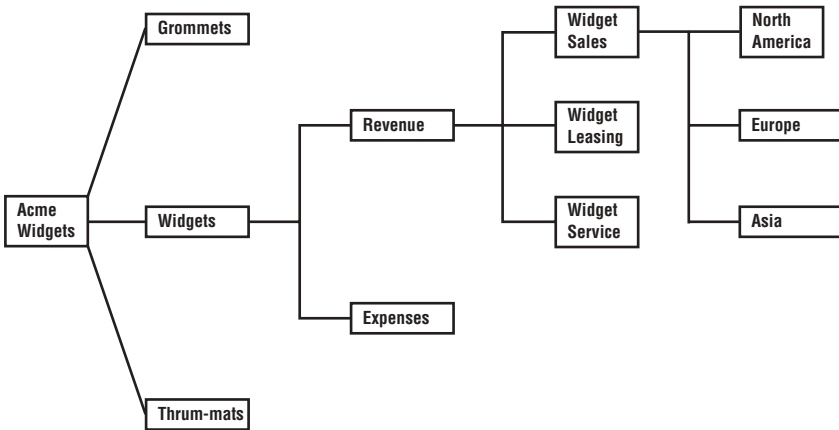 Grommets
Widget
Sales
North
America
Revenue
Widget
Leasing
Europe
Acme
Widgets
Widgets
Widget
Service
Asia
Expenses
Thrum-mats